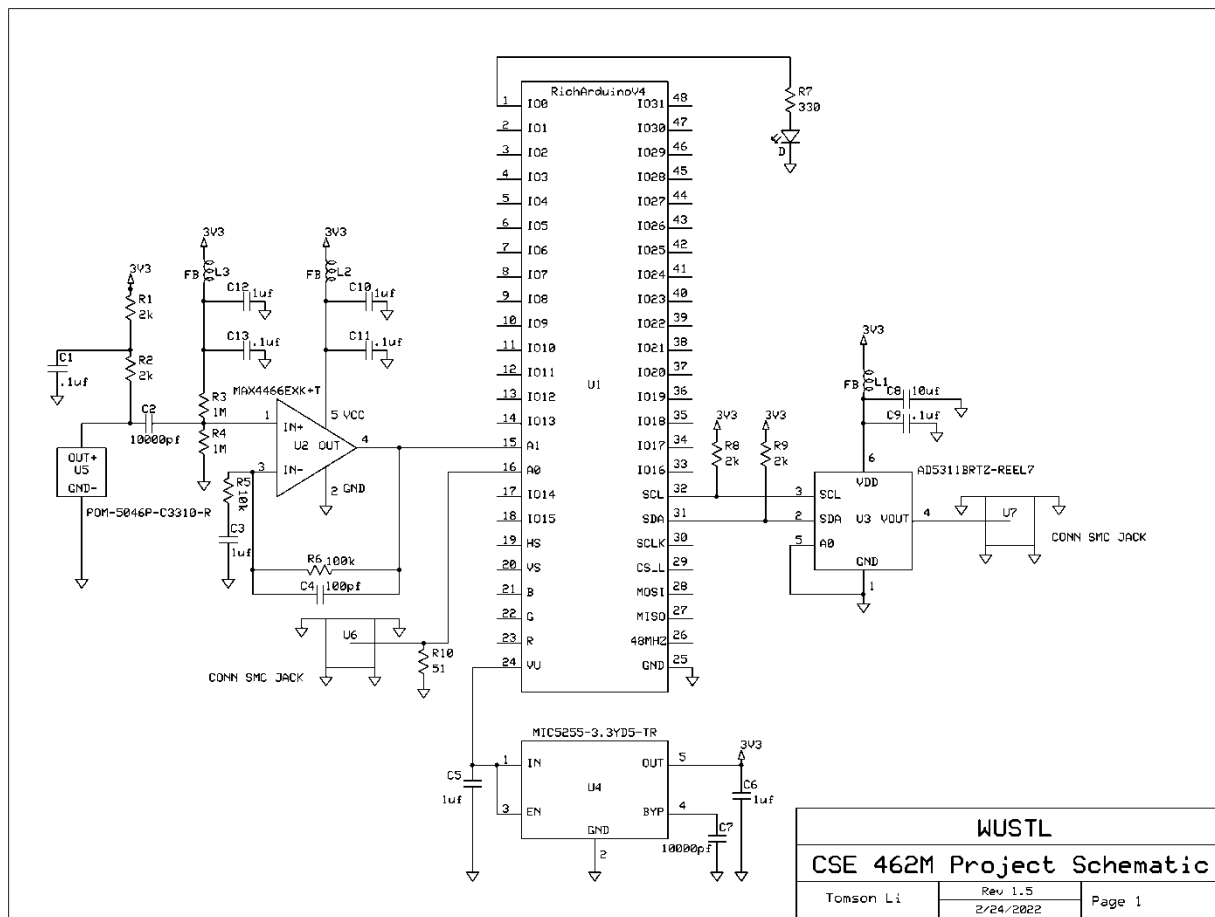 RichArduinoV4
1 IO0 IO31 48
2 IO1 IO30 47
3 IO2 IO29 46
4 IO3 IO28 45
5 IO4 IO27 44
6 IO5 IO26 43
7 IO6 IO25 42
8 IO7 IO24 41
9 IO8 IO23 40
10 IO9 IO22 39
11 IO10 IO21 38
12 IO11 IO20 37
13 IO12 IO19 36
14 IO13 IO18 35
15 A1 IO17 34
16 A0 IO16 33
17 IO14 SCL 32
18 IO15 SDA 31
19 HS SCLK 30
20 VS CS_L 29
21 B MOSI 28
22 G MISO 27
23 R 48MHZ 26
24 VU GND 25
U1
R7
330
D
3V3
R1
2k
R2
2k
C1
.1uf
C2
10000pf
OUT+
U5
GND-
POM-5046P-C3310-R
3V3
FB L3
C12 .1uf
C13 .1uf
R3
1M
R4
1M
3V3
FB L2
C10 .1uf
C11 .1uf
MAX4466EXK+T
1 IN+
5 VCC
U2 OUT 4
3 IN-
2 GND
R5
10k
C3
1uf
R6 100k
C4 100pf
U6
CONN SMC JACK
R10
51
3V3
R8
2k
3V3
R9
2k
3V3
FB L1
C8 10uf
C9 .1uf
6
AD5311BRTZ-REEL7
VDD
3 SCL
2 SDA U3 VOUT 4
5 A0
GND
1
U7
CONN SMC JACK
MIC5255-3.3YD5-TR
1 IN OUT 5
U4
3 EN BYP 4
GND
2
C5
1uf
3V3
C6
1uf
C7
10000pf
WUSTL
CSE 462M Project Schematic
Tomson Li
Rev 1.5
2/24/2022
Page 1